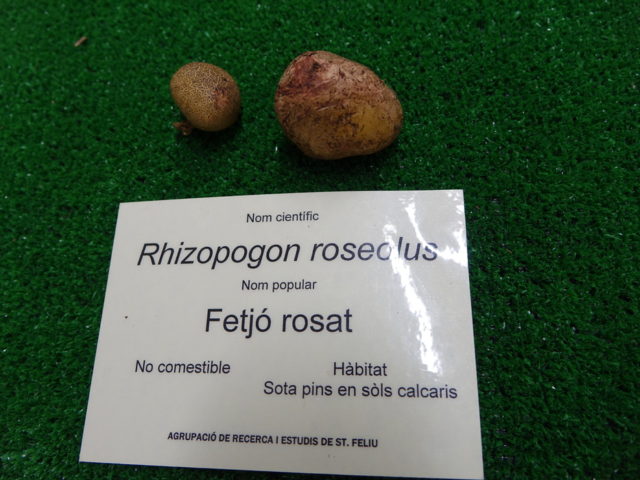 Nom científic
Rhizopogon roseolus
Nom popular
Fetjó rosat
No comestible
Hàbitat
Sota pins en sòls calcaris
AGRUPACIÓ DE RECERCA I ESTUDIS DE ST. FELIU